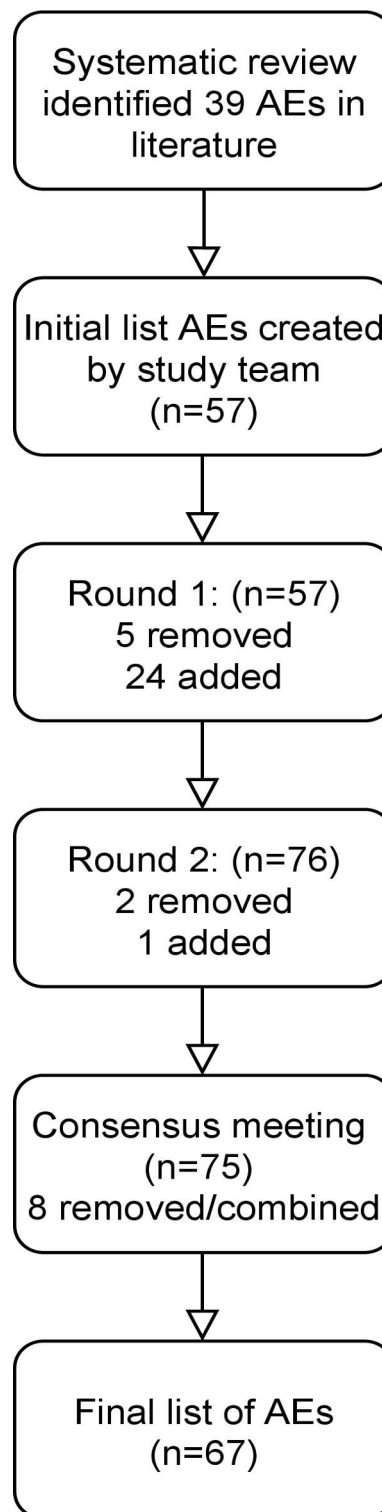 Systematic review
identified 39 AEs in
literature
Initial list AEs created
by study team
(n=57)
Round 1: (n=57)
5 removed
24 added
Round 2: (n=76)
2 removed
1 added
Consensus meeting
(n=75)
8 removed/combined
Final list of AEs
(n=67)